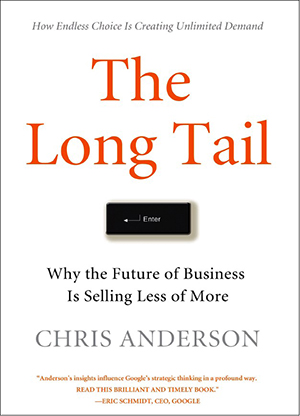 How Endless Choice Is Creating Unlimited Demand
The
Long Tail
Enter
Why the Future of Business
Is Selling Less of More
CHRIS ANDERSON
"Anderson's insights influence Google's strategic thinking in a profound way.
READ THIS BRILLIANT AND TIMELY BOOK."
—ERIC SCHMIDT, CEO, GOOGLE